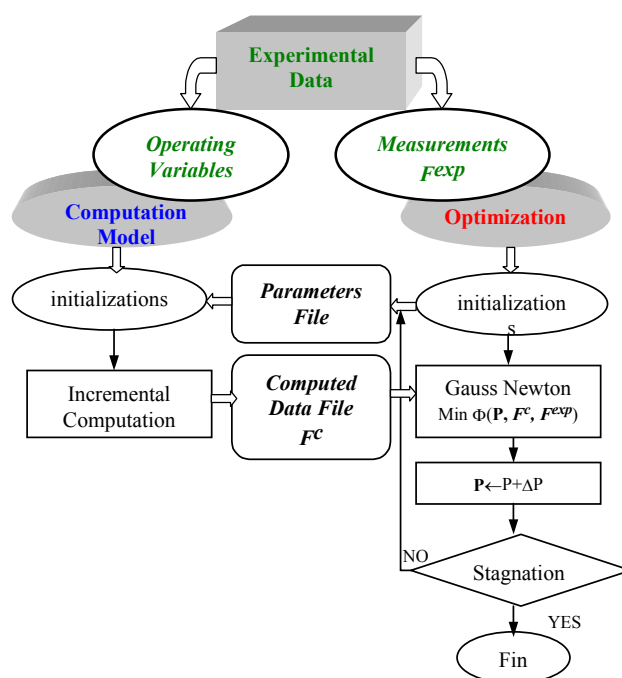 Experimental
Data
Operating
Variables
Measurements
Fexp
Computation
Model
Optimization
initializations
Parameters
File
initialization
s
Incremental
Computation
Computed
Data File
Fc
Gauss Newton
Min Φ(P, Fc, Fexp)
P←P+ΔP
NO
Stagnation
YES
Fin